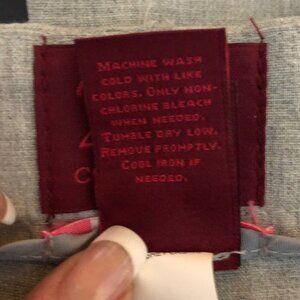 MACHINE WASH
COLD WITH LIKE
COLORS. ONLY NON-
CHLORINE BLEACH
WHEN NEEDED.
TUMBLE DRY LOW.
REMOVE PROMPTLY.
COOL IRON IF
NEEDED.